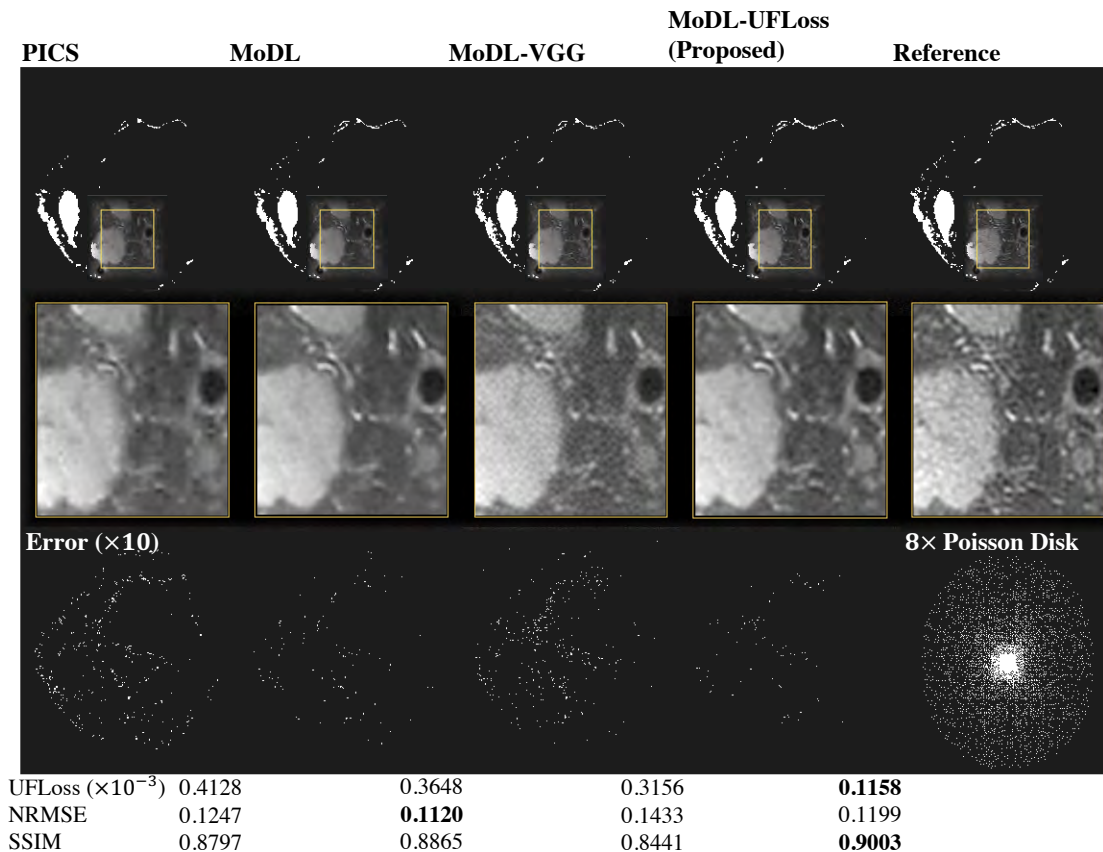 PICS MoDL MoDL-VGG MoDL-UFLoss (Proposed) Reference
Error (×10) 8× Poisson Disk
UFLoss (×10⁻³) 0.4128 0.3648 0.3156 0.1158
NRMSE 0.1247 0.1120 0.1433 0.1199
SSIM 0.8797 0.8865 0.8441 0.9003